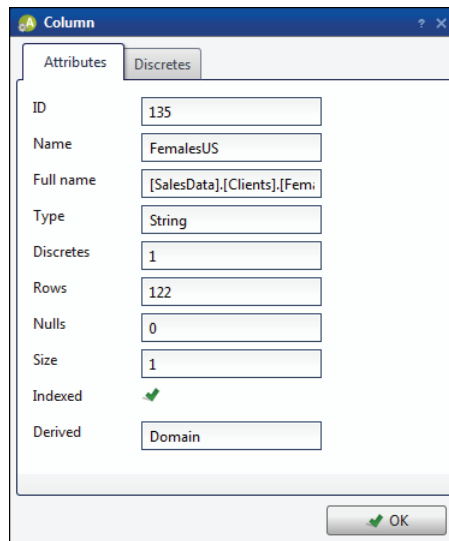 Column
?
Attributes
Discretes
ID
135
Name
FemalesUS
Full name
[SalesData].[Clients].[Fema
Type
String
Discretes
1
Rows
122
Nulls
0
Size
1
Indexed
Derived
Domain
OK